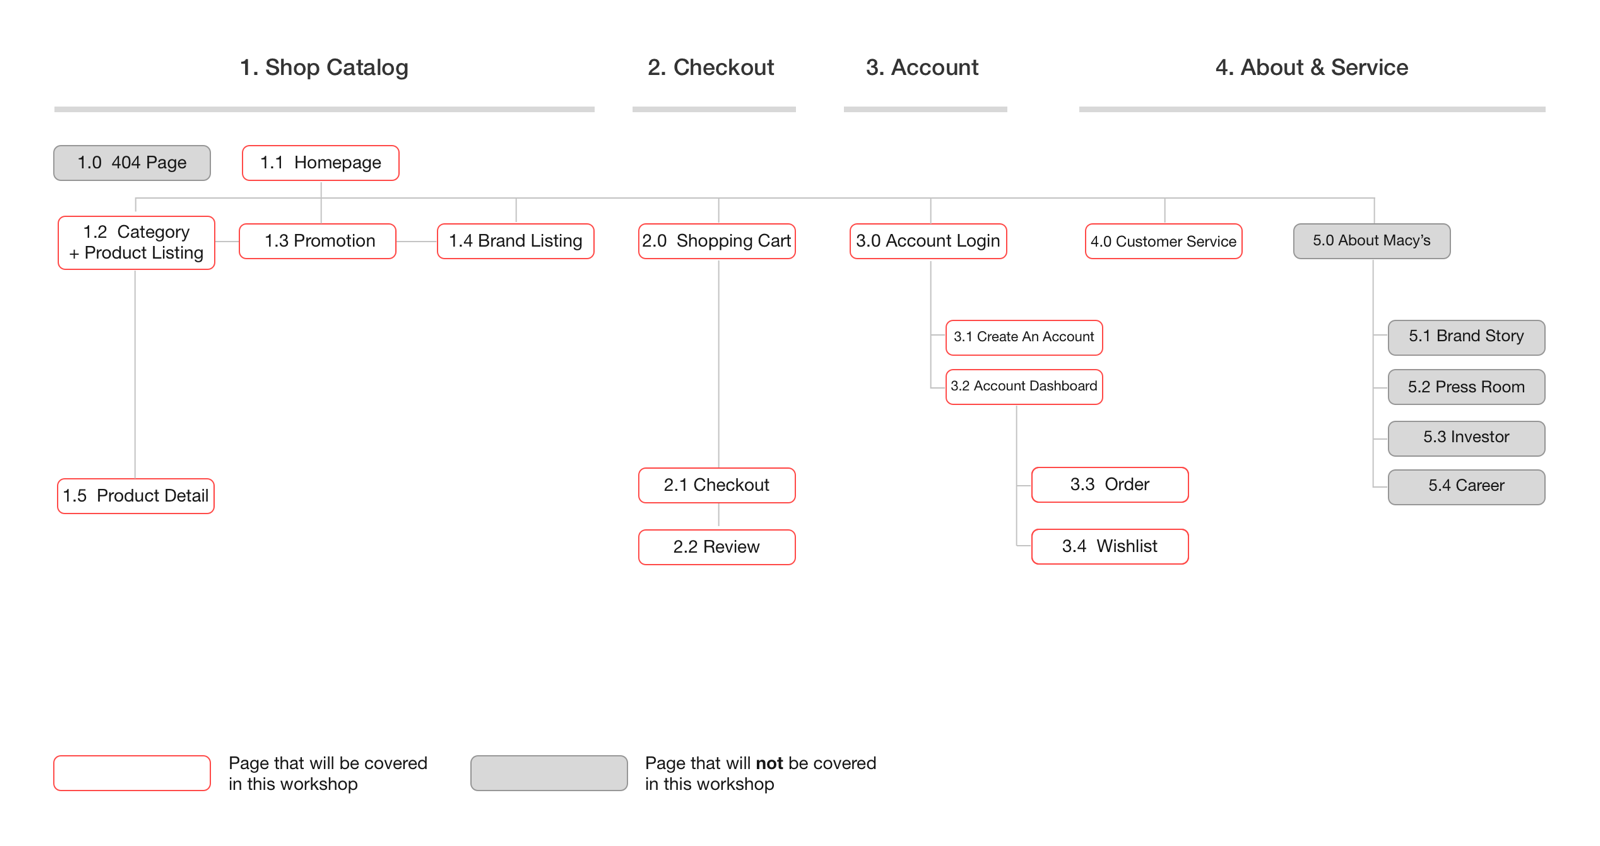 1. Shop Catalog
2. Checkout
3. Account
4. About & Service
1.0  404 Page
1.1  Homepage
1.2  Category
+ Product Listing
1.3 Promotion
1.4 Brand Listing
2.0  Shopping Cart
3.0 Account Login
4.0 Customer Service
5.0 About Macy’s
3.1 Create An Account
5.1 Brand Story
3.2 Account Dashboard
5.2 Press Room
5.3 Investor
1.5  Product Detail
2.1 Checkout
3.3  Order
5.4 Career
2.2 Review
3.4  Wishlist
Page that will be covered
in this workshop
Page that will not be covered
in this workshop